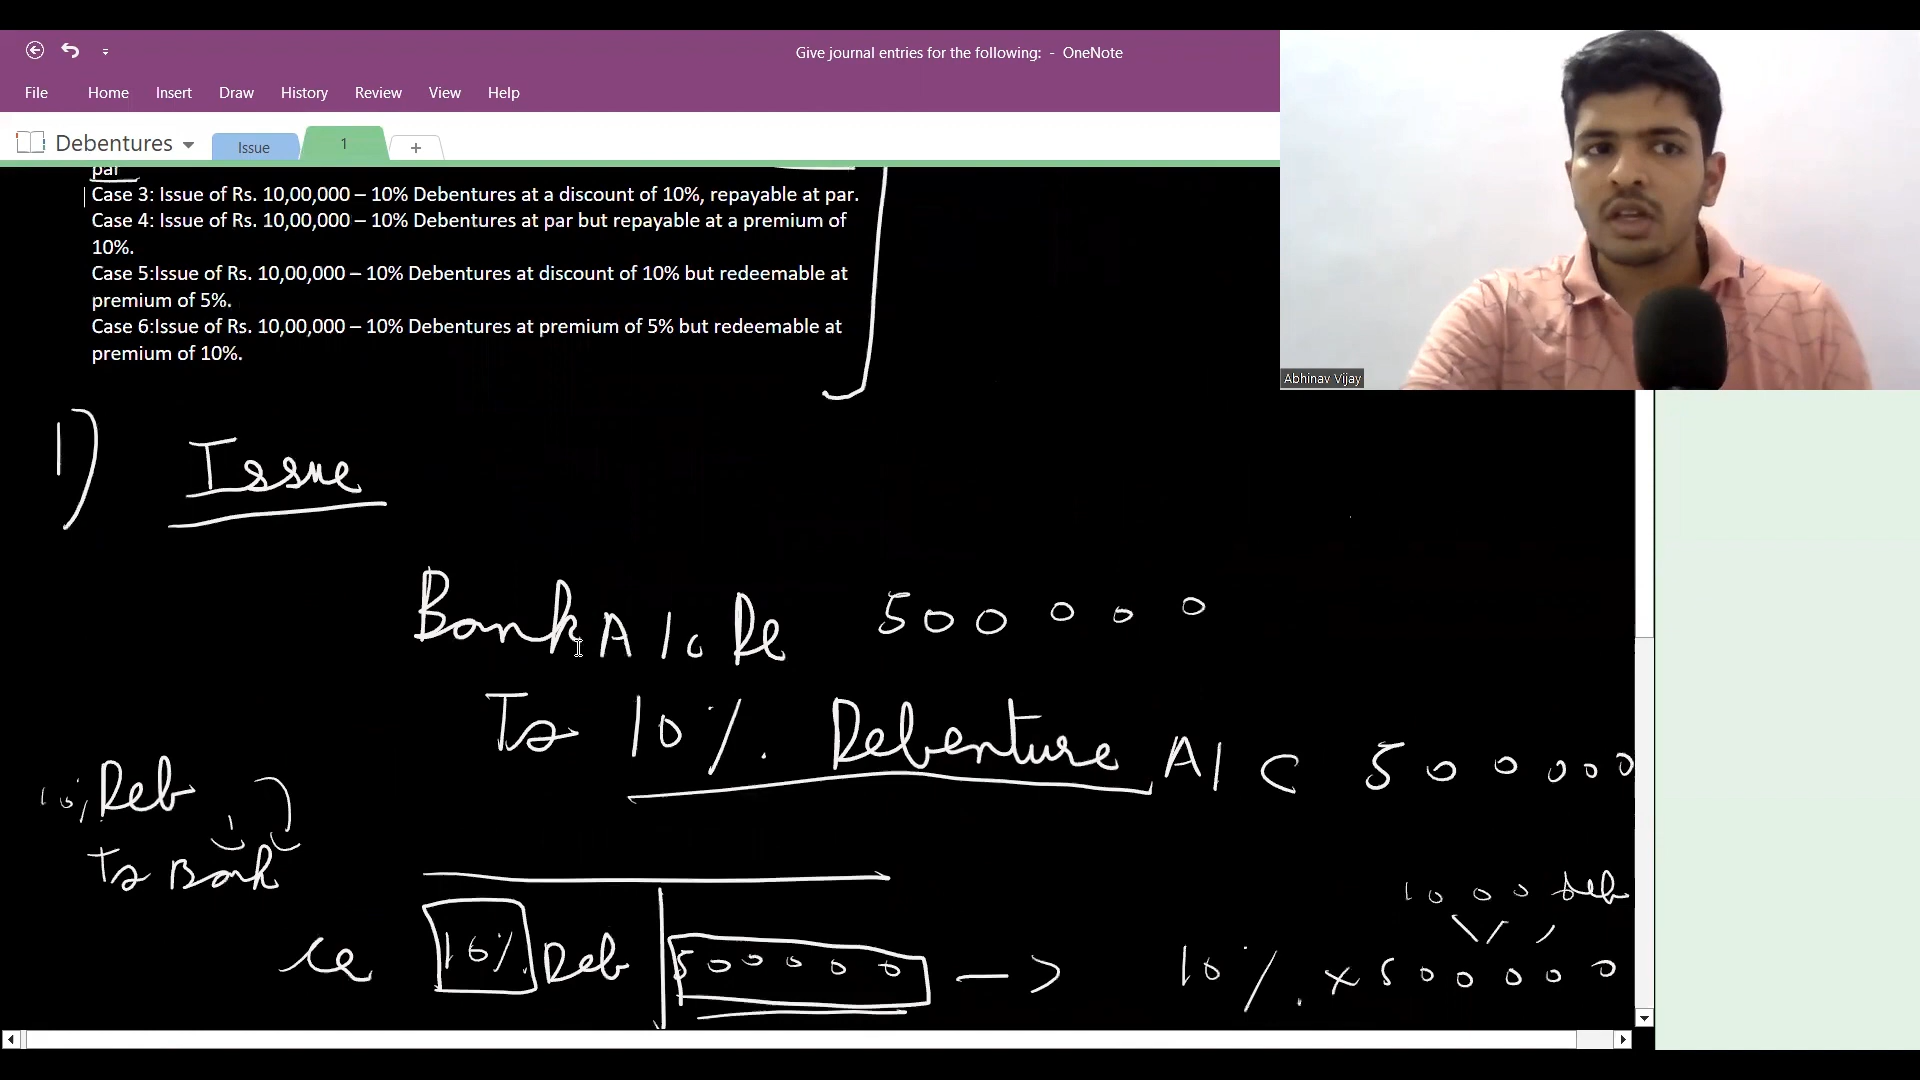 Give journal entries for the following: - OneNote
File Home Insert Draw History Review View Help
Debentures Issue 1 +
par
Case 3: Issue of Rs. 10,00,000 – 10% Debentures at a discount of 10%, repayable at par.
Case 4: Issue of Rs. 10,00,000 – 10% Debentures at par but repayable at a premium of
10%.
Case 5:Issue of Rs. 10,00,000 – 10% Debentures at discount of 10% but redeemable at
premium of 5%.
Case 6:Issue of Rs. 10,00,000 – 10% Debentures at premium of 5% but redeemable at
premium of 10%.
Abhinav Vijay
1) Issue
Bank A/c De 500000
To 10%. Debenture A/C 500000
10% Deb
To Bank
1000 deb
10%. Deb 500000 —> 10%. x 500000